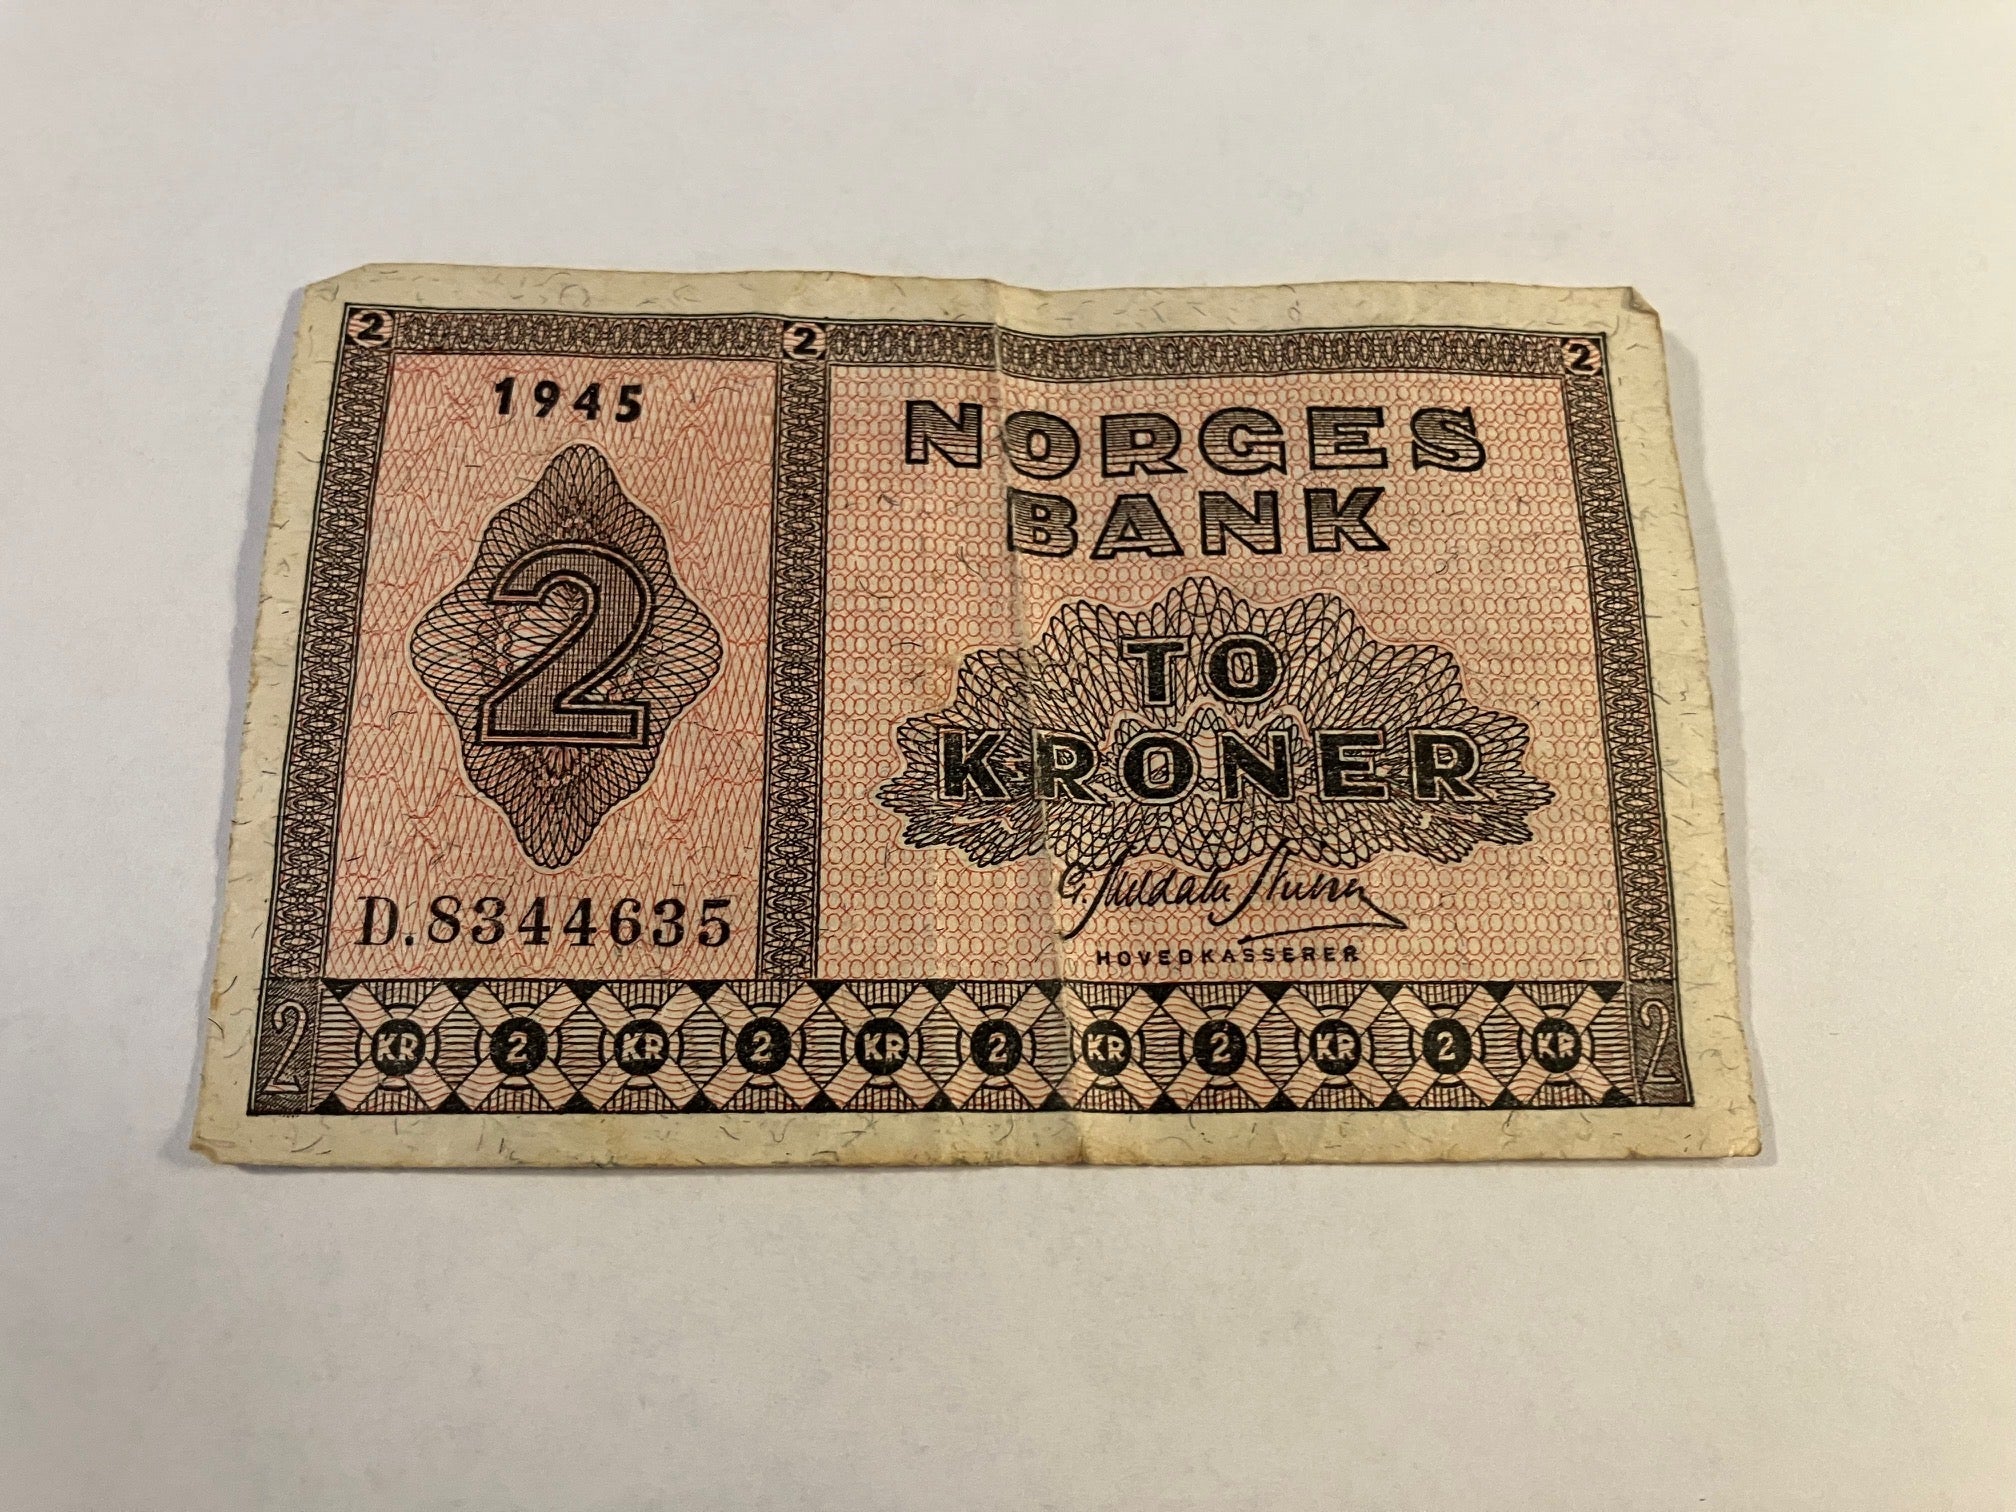 2 2 2
1945
NORGES
BANK
2
TO
KRONER
D.8344635
HOVEDKASSERER
2 KR 2 KR 2 KR 2 KR 2 KR 2 KR 2